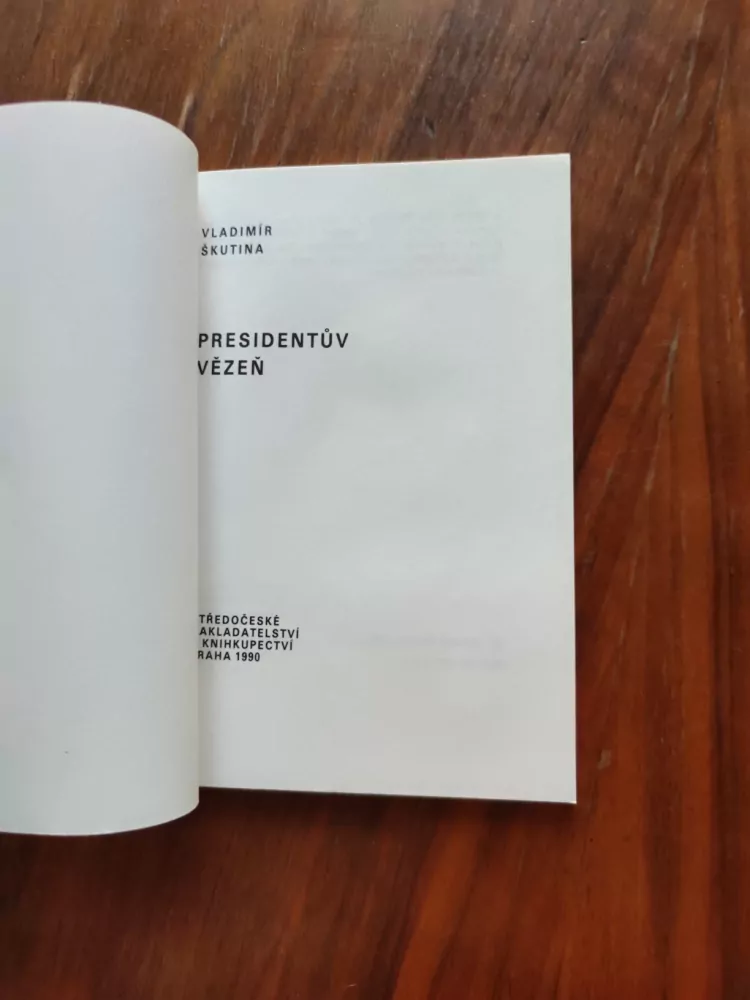 VLADIMÍR
ŠKUTINA
PRESIDENTŮV
VĚZEŇ
TŘEDOČESKÉ
AKLADATELSTVÍ
KNIHKUPECTVÍ
RAHA 1990